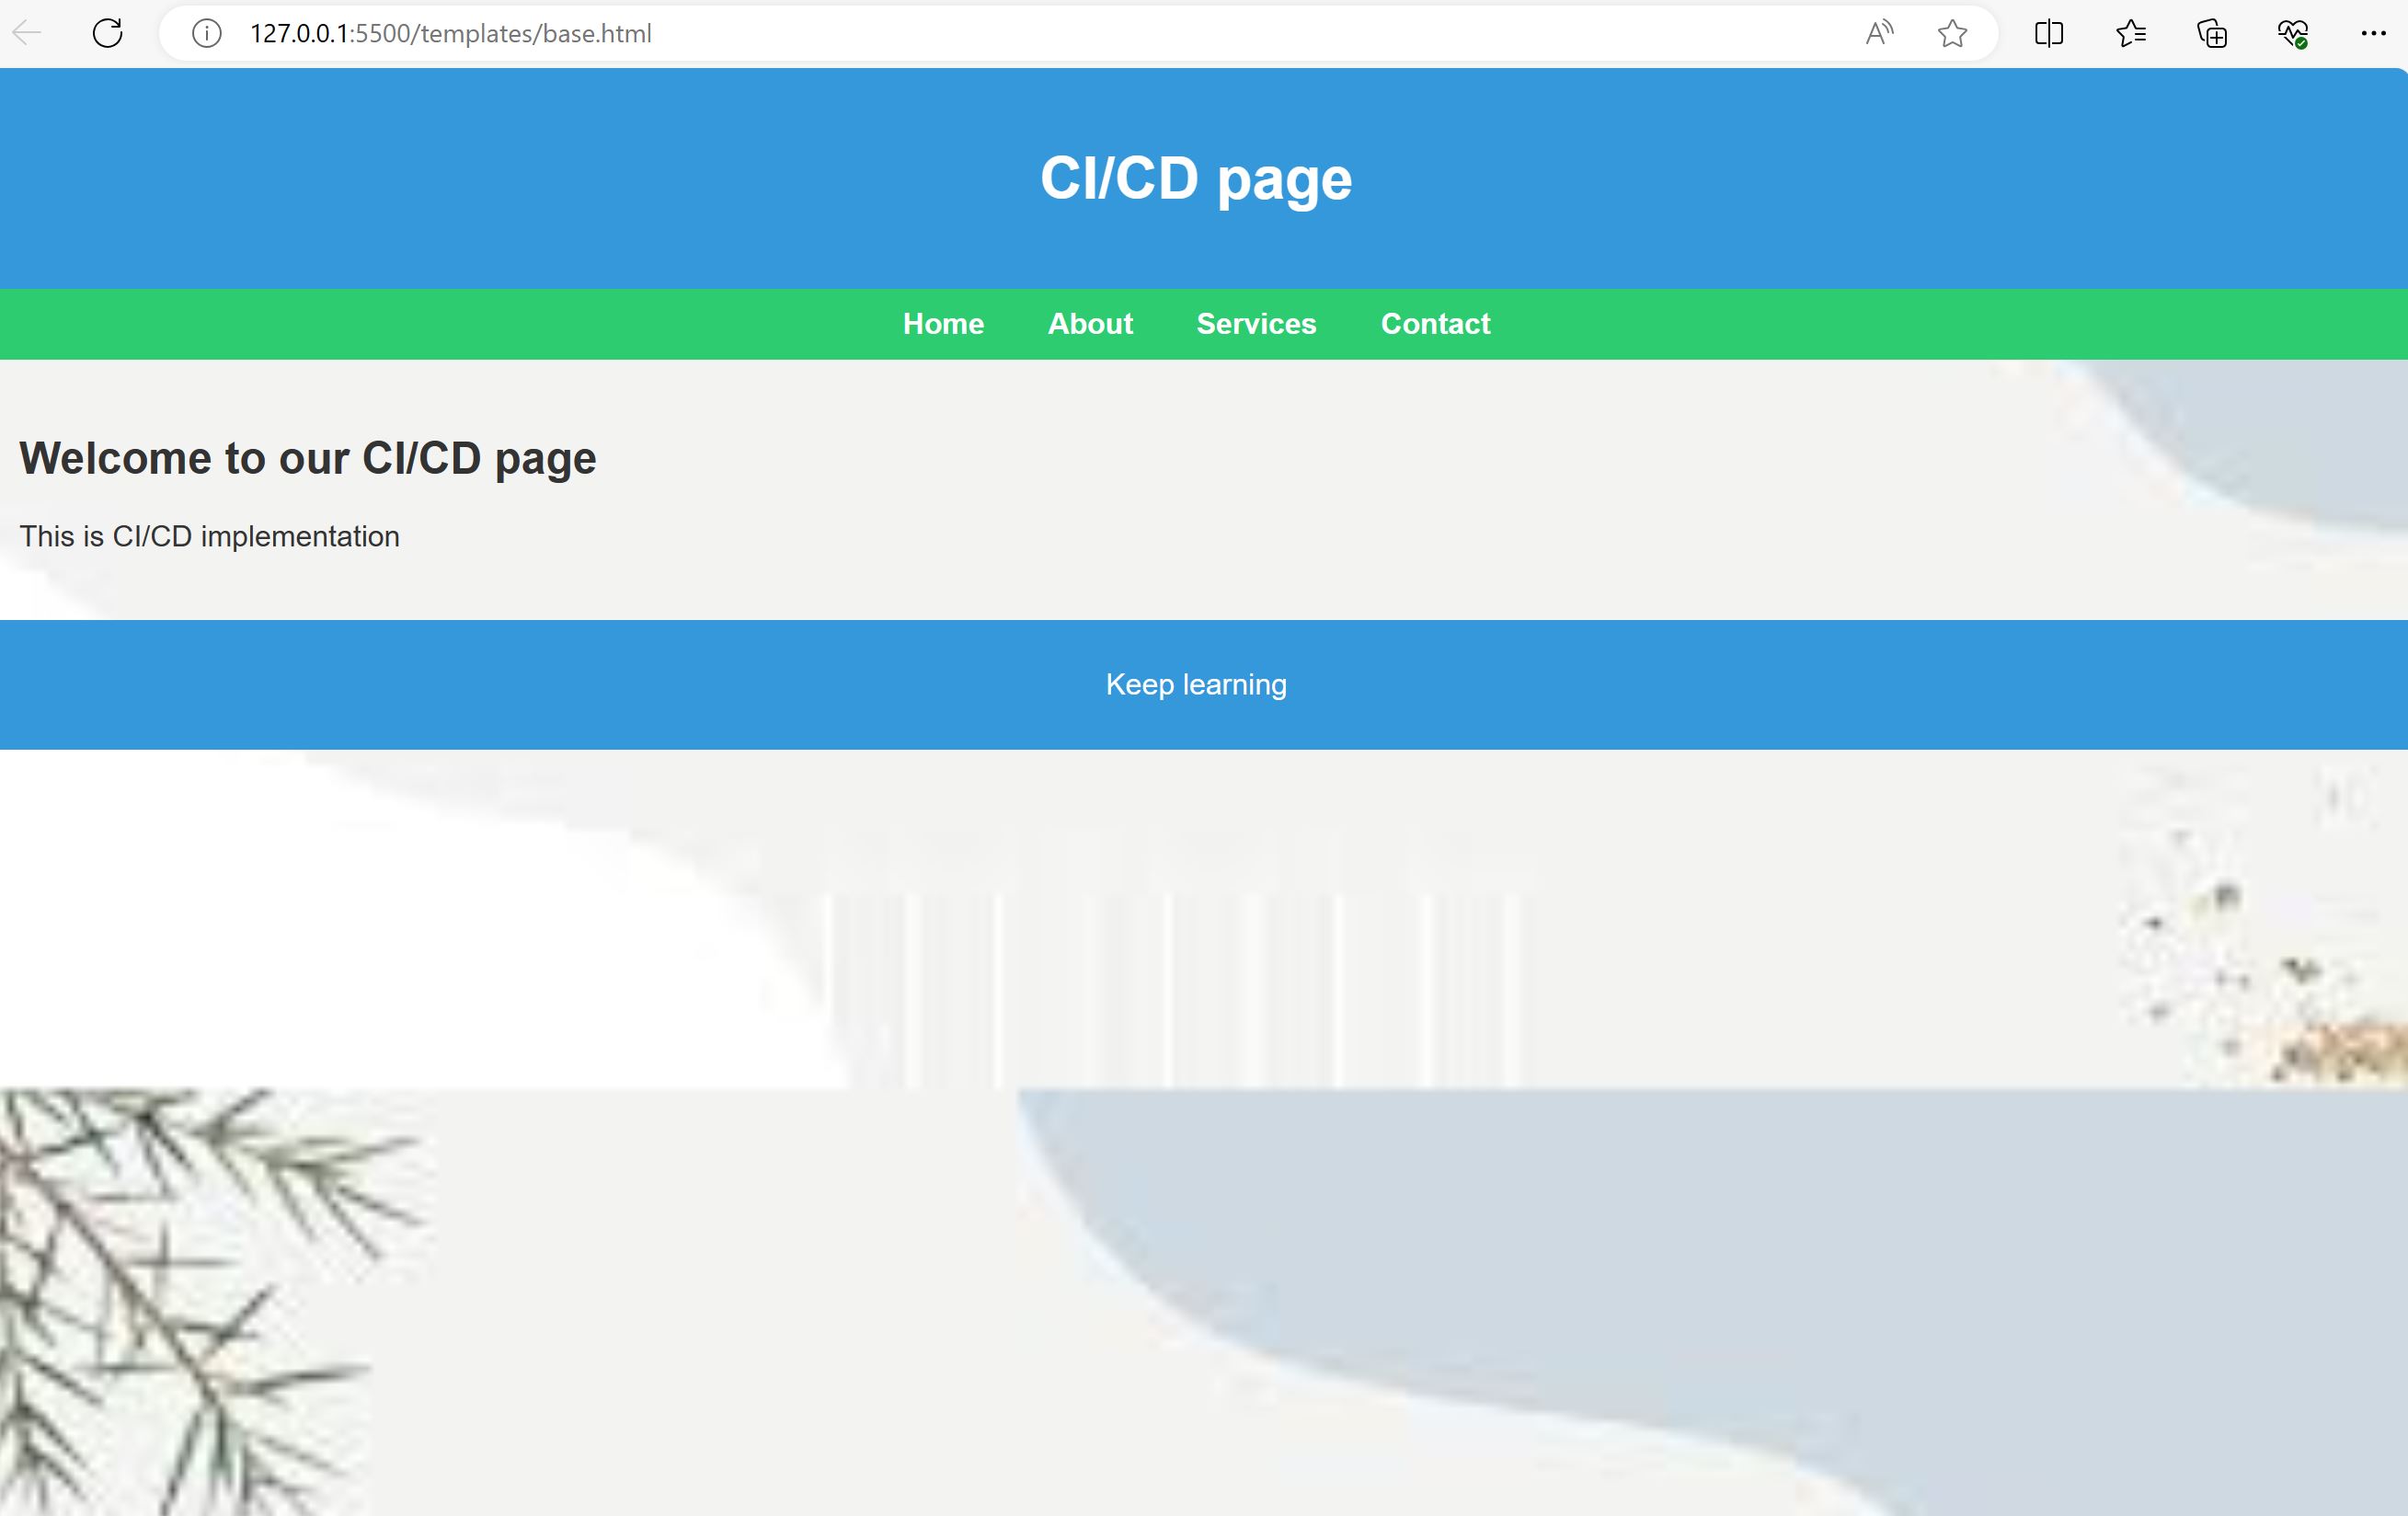 127.0.0.1:5500/templates/base.html
CI/CD page
Home About Services Contact
Welcome to our CI/CD page
This is CI/CD implementation
Keep learning